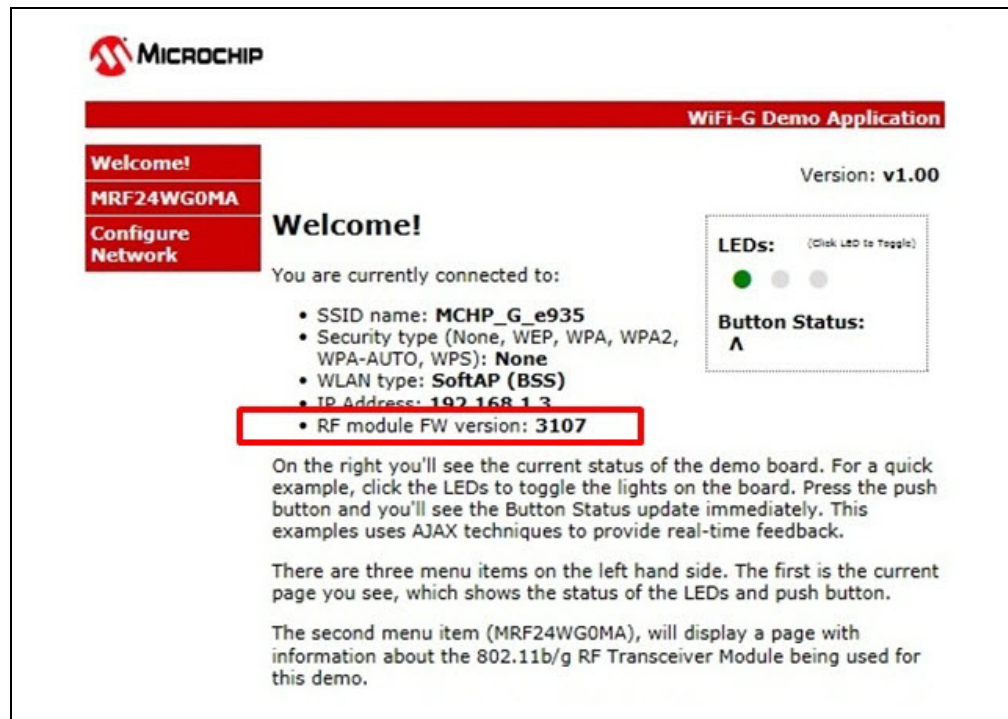 MICROCHIP
WiFi-G Demo Application
Welcome!
MRF24WG0MA
Configure
Network
Version: v1.00
Welcome!
You are currently connected to:
• SSID name: MCHP_G_e935
• Security type (None, WEP, WPA, WPA2,
WPA-AUTO, WPS): None
• WLAN type: SoftAP (BSS)
• IP Address: 192.168.1.3
• RF module FW version: 3107
LEDs: (Click LED to Toggle)
Button Status:
Λ
On the right you'll see the current status of the demo board. For a quick
example, click the LEDs to toggle the lights on the board. Press the push
button and you'll see the Button Status update immediately. This
examples uses AJAX techniques to provide real-time feedback.
There are three menu items on the left hand side. The first is the current
page you see, which shows the status of the LEDs and push button.
The second menu item (MRF24WG0MA), will display a page with
information about the 802.11b/g RF Transceiver Module being used for
this demo.